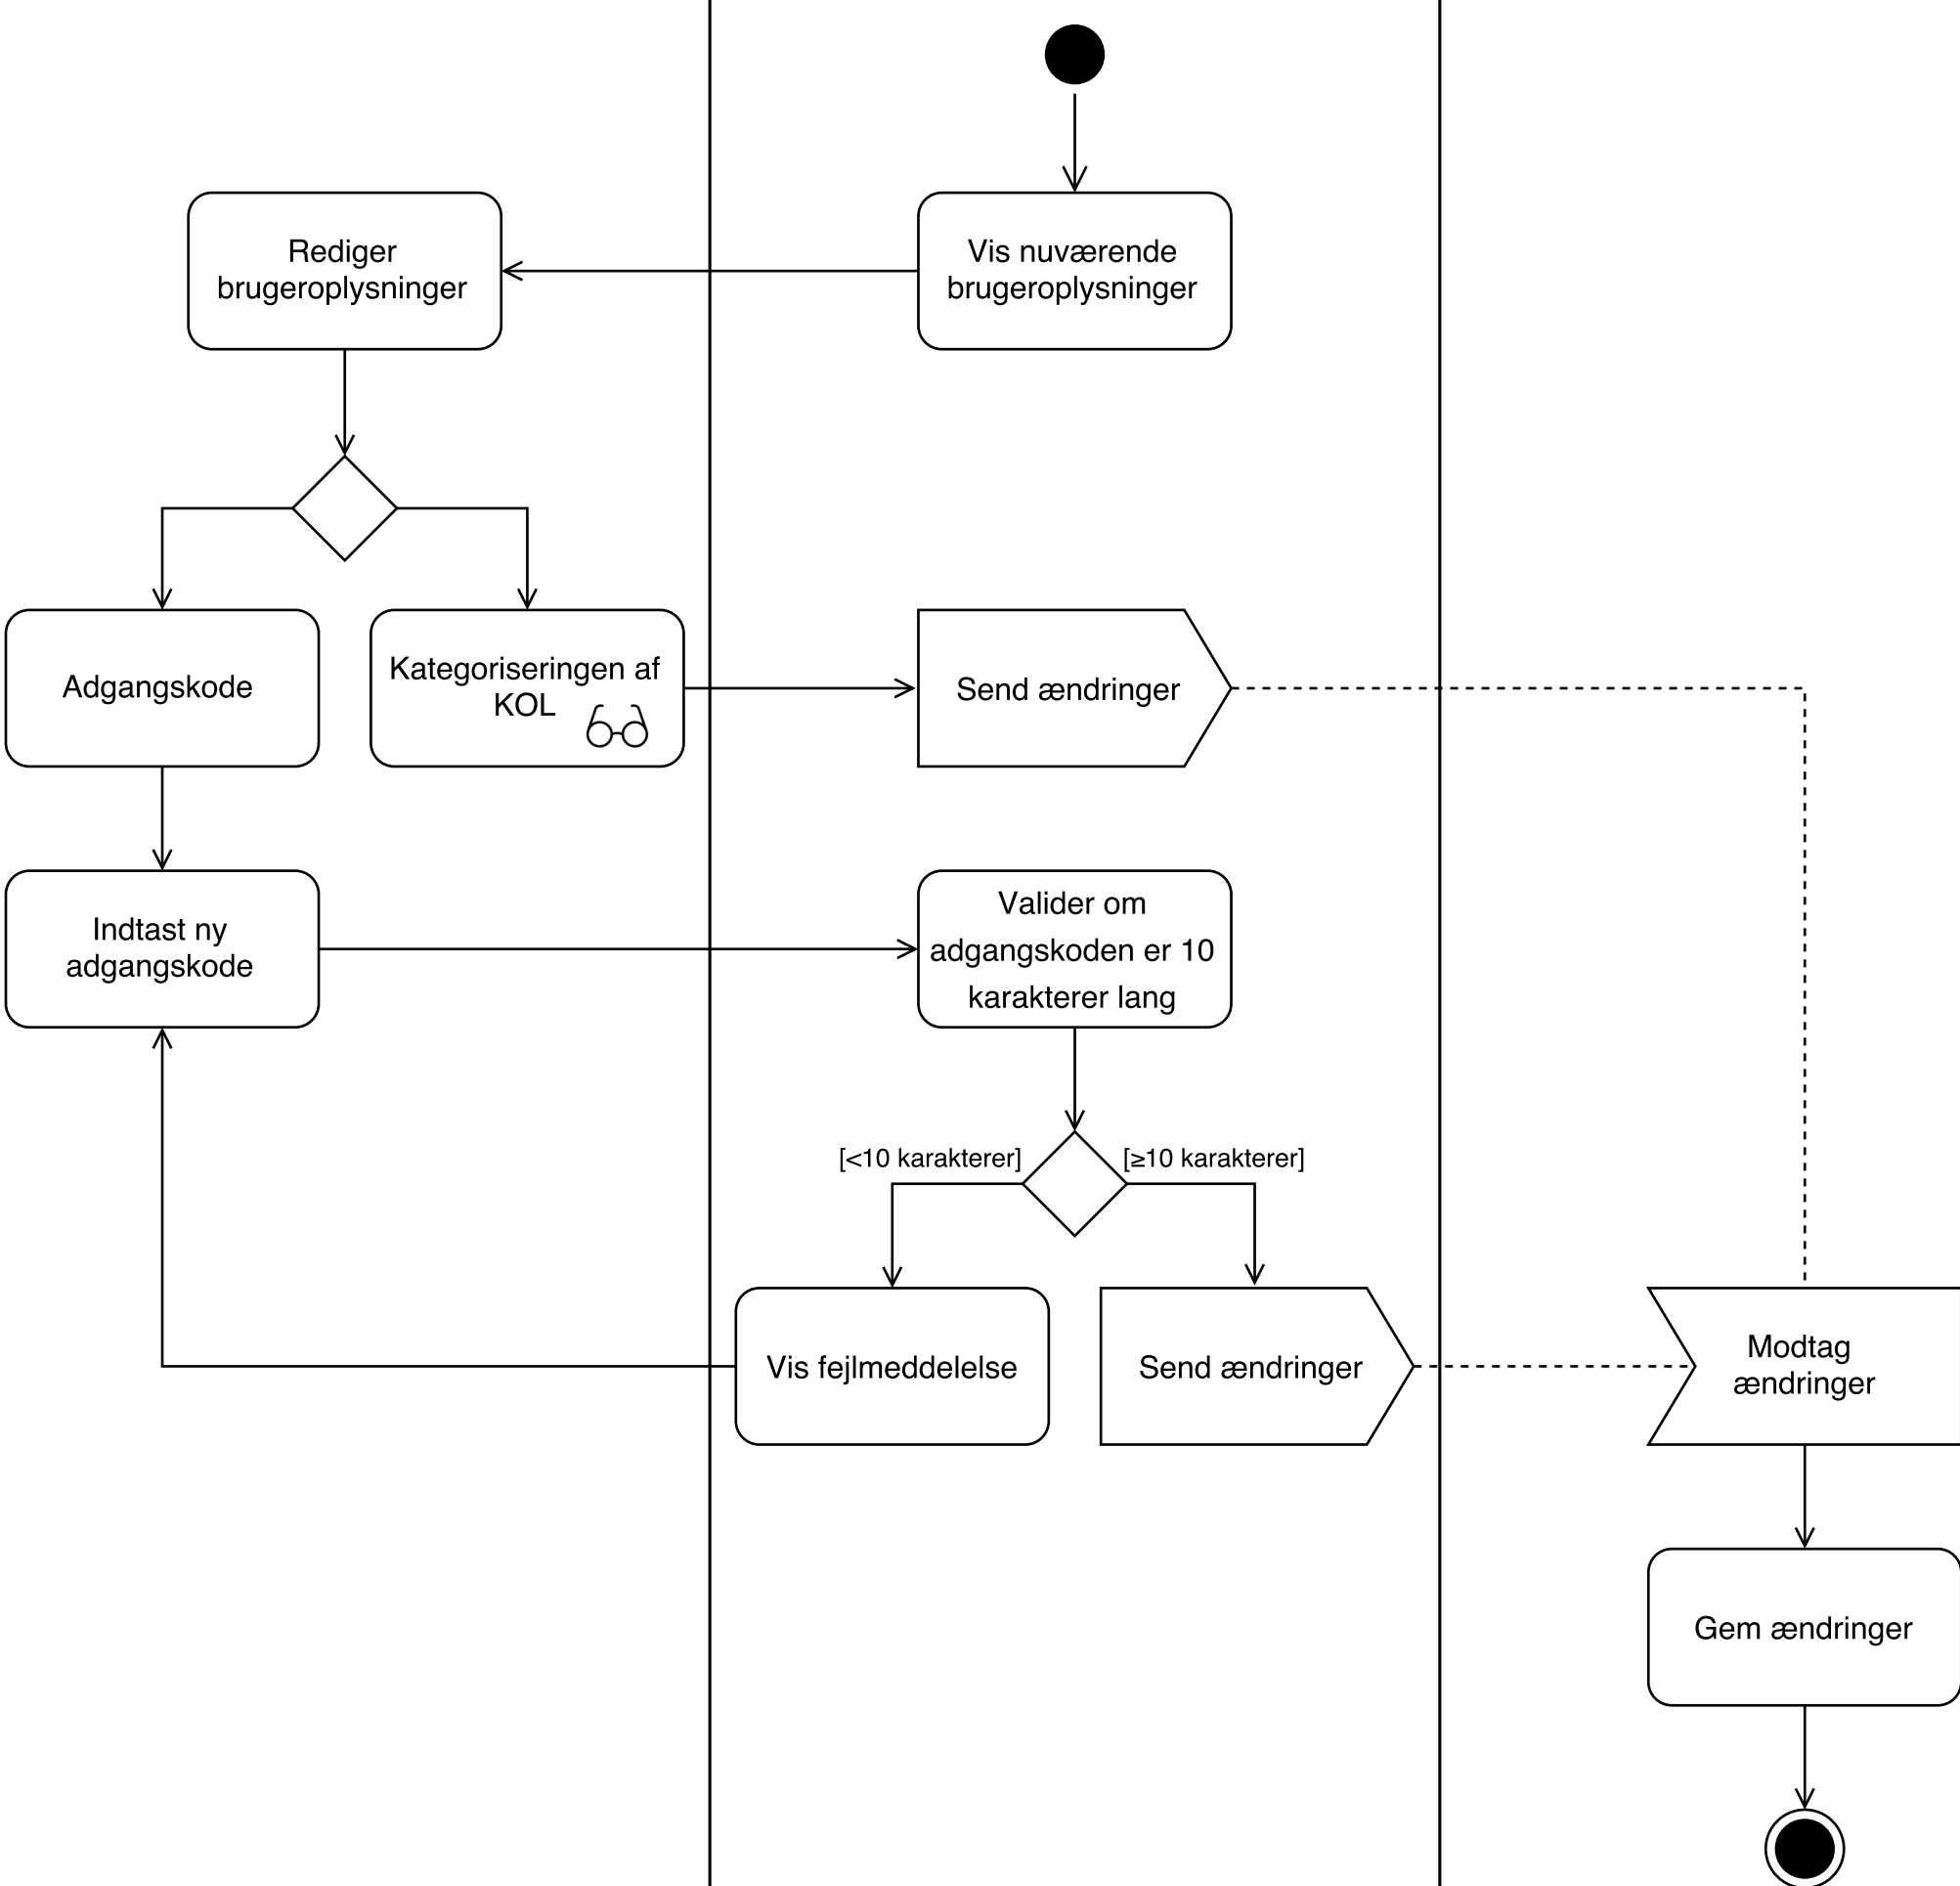 Rediger
brugeroplysninger
Vis nuværende
brugeroplysninger
Adgangskode
Kategoriseringen af
KOL
Send ændringer
Indtast ny
adgangskode
Valider om
adgangskoden er 10
karakterer lang
[<10 karakterer]
[≥10 karakterer]
Vis fejlmeddelelse
Send ændringer
Modtag
ændringer
Gem ændringer